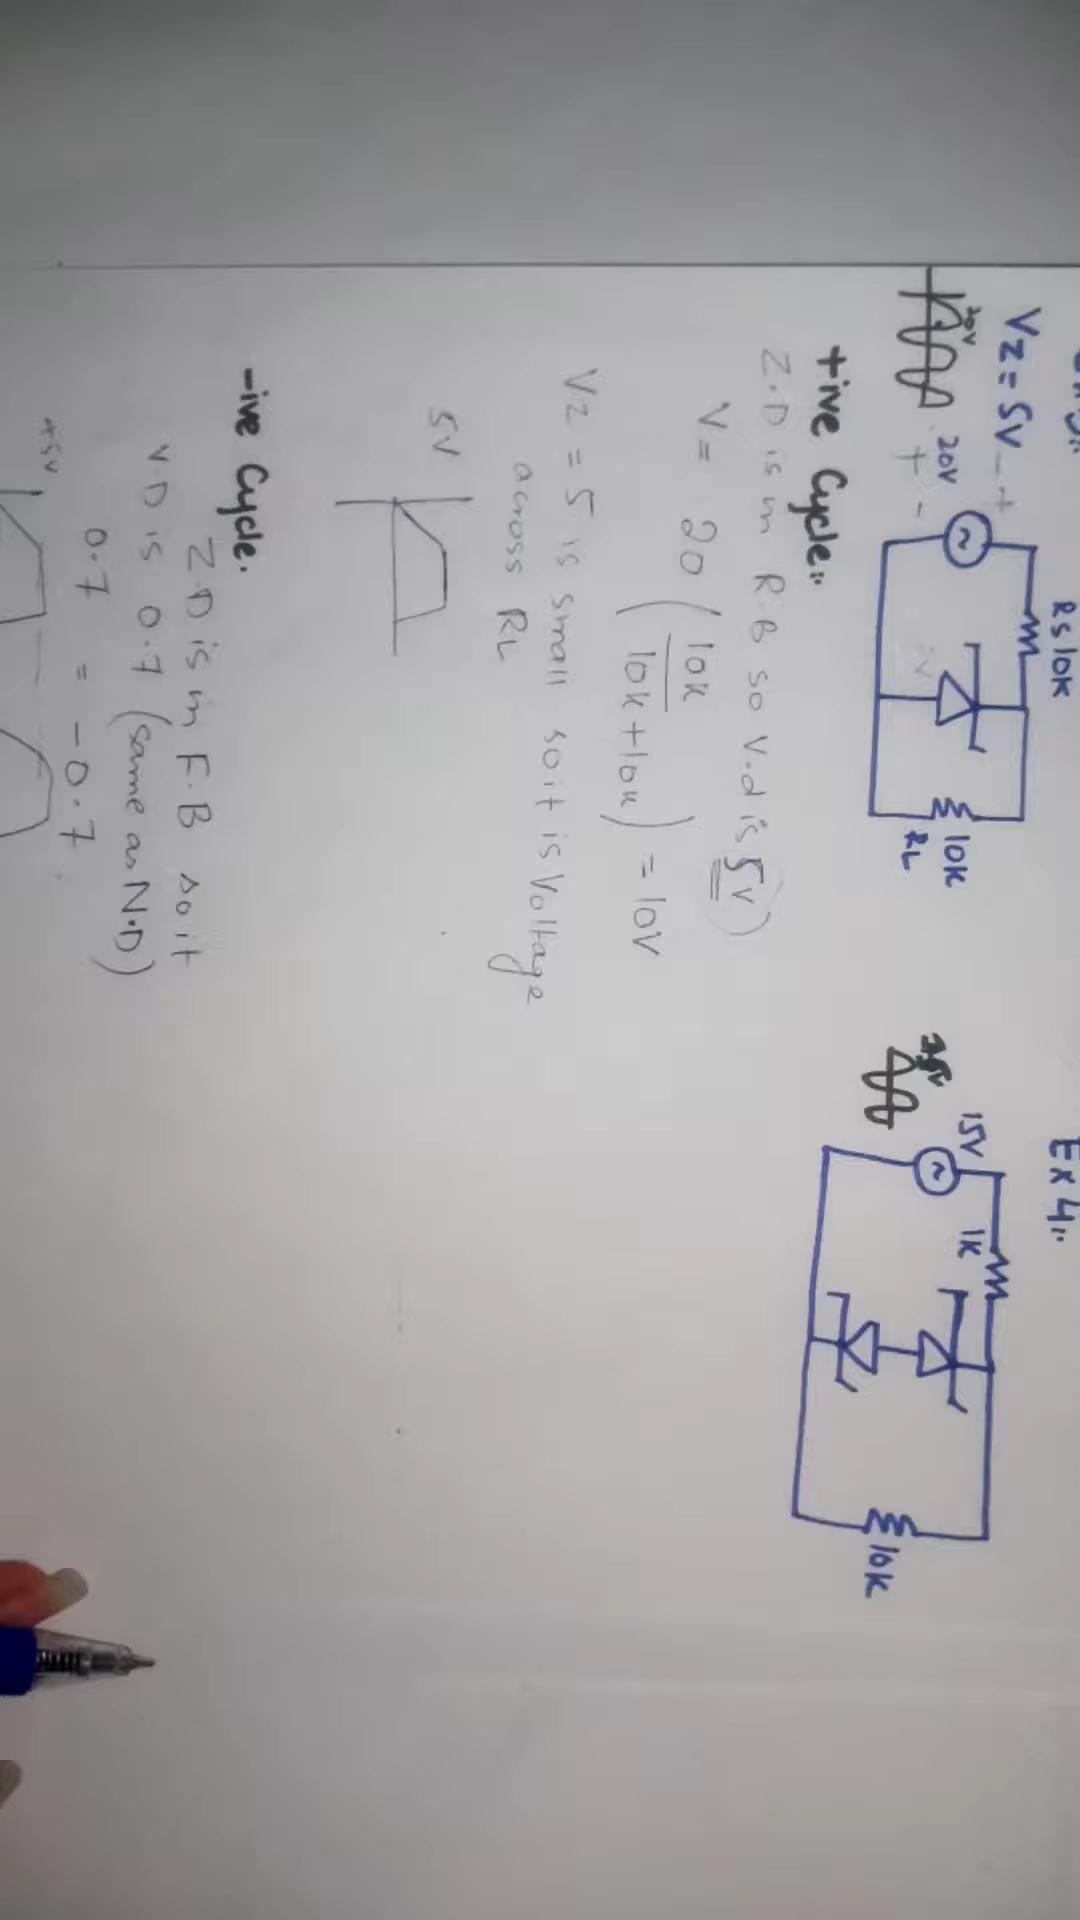 Vz = 5V
Rs 10K
20V
20V
+ -
- +
10K
RL
+ive Cycle:-
Z.D is in R.B so V.d is 5V)
V = 20 ( 10K / 10K+10K ) = 10V
Vz = 5 is small so it is Voltage
across RL
5V
-ive Cycle.
Z.D is in F.B so it
V D is 0.7 (same as N.D)
0.7 = -0.7
+5V
Ex 4:-
15V
1K
10K